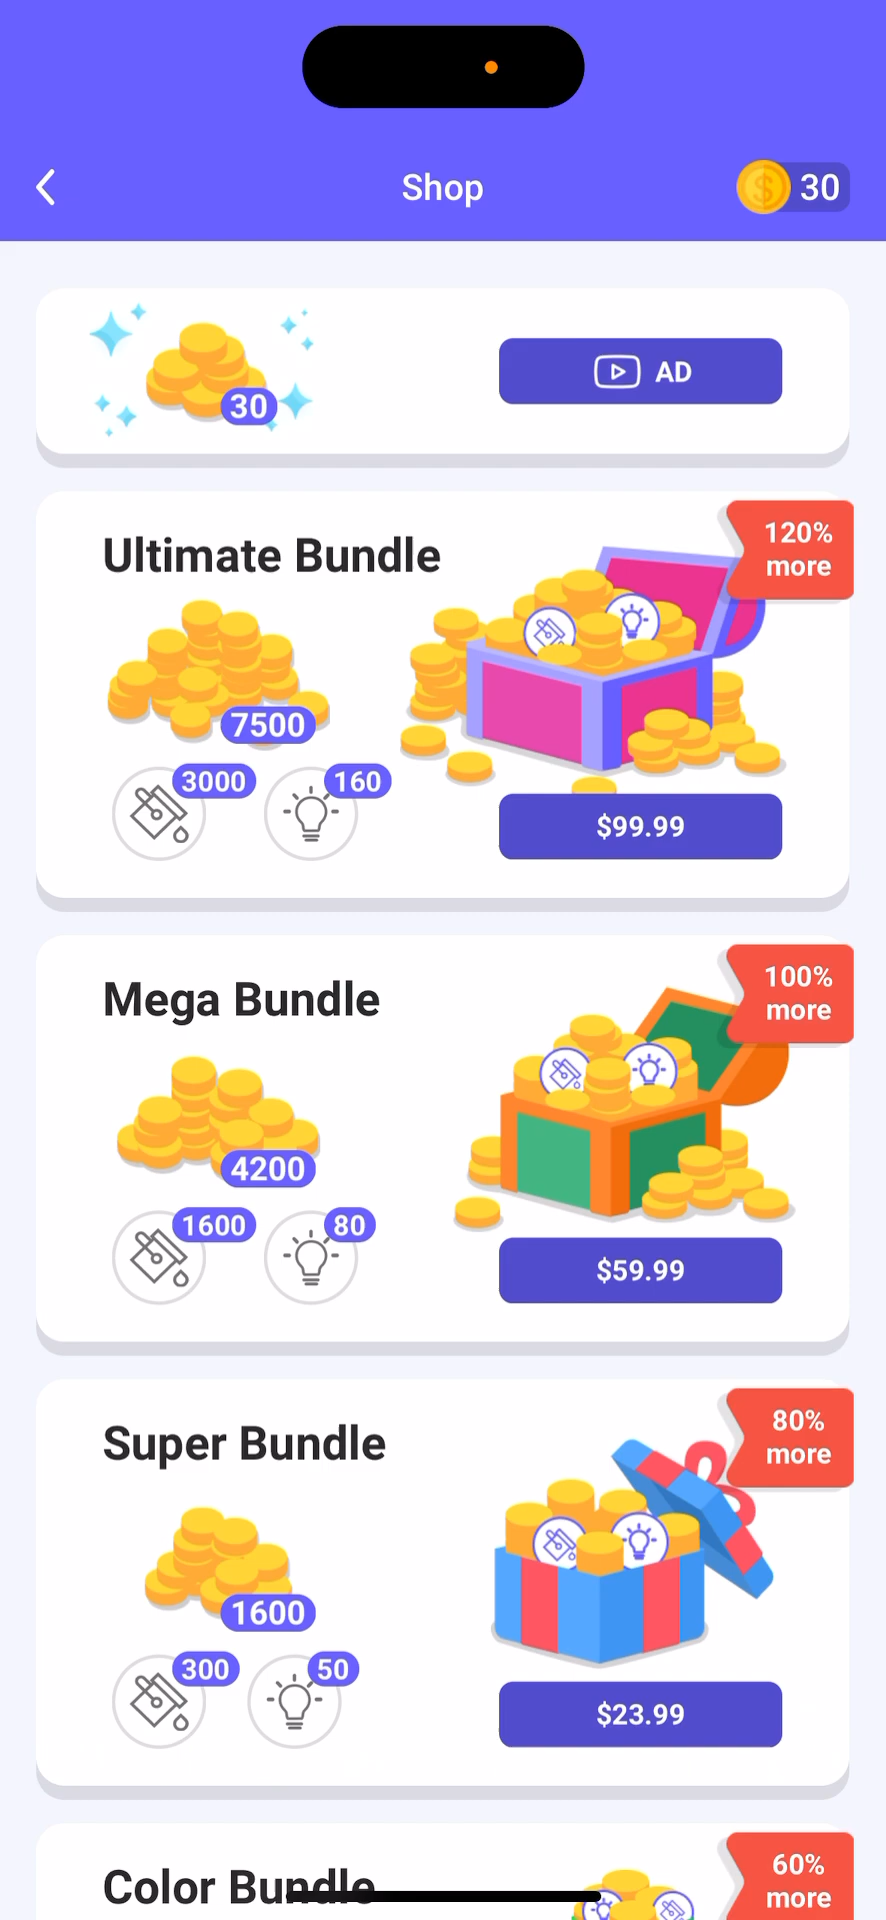 Shop
30
30
AD
Ultimate Bundle
120%
more
7500
3000
160
$99.99
Mega Bundle
100%
more
4200
1600
80
$59.99
Super Bundle
80%
more
1600
300
50
$23.99
Color Bundle
60%
more